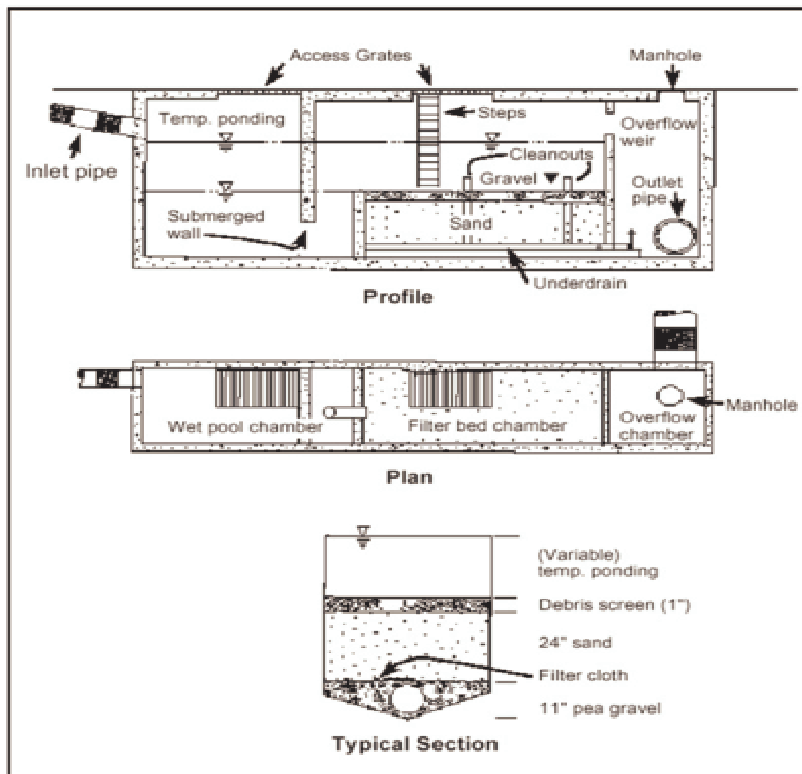 Access Grates
Manhole
Temp. ponding
Steps
Overflow
weir
Inlet pipe
Cleanouts
Gravel
Outlet
pipe
Submerged
wall
Sand
Underdrain
Profile
Wet pool chamber
Filter bed chamber
Manhole
Overflow
chamber
Plan
(Variable)
temp. ponding
Debris screen (1")
24" sand
Filter cloth
11" pea gravel
Typical Section